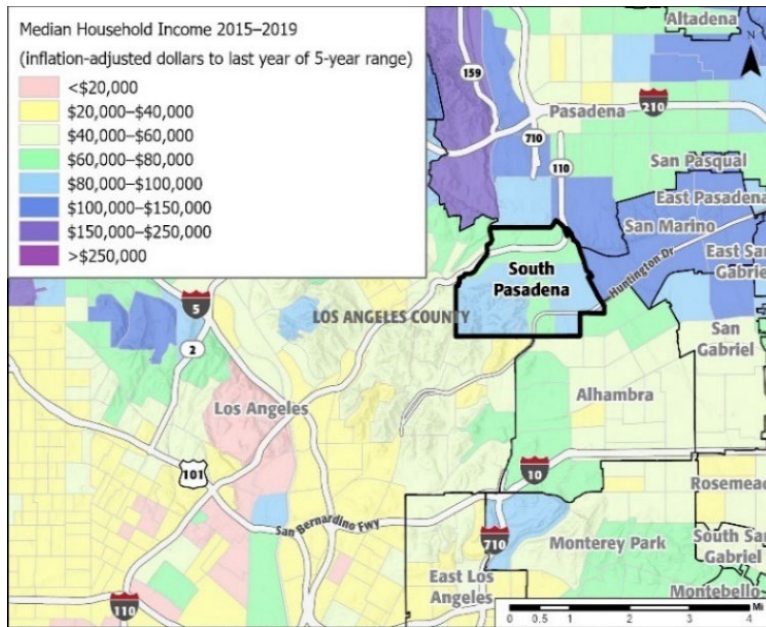 Median Household Income 2015–2019
(inflation-adjusted dollars to last year of 5-year range)
<$20,000
$20,000–$40,000
$40,000–$60,000
$60,000–$80,000
$80,000–$100,000
$100,000–$150,000
$150,000–$250,000
>$250,000
Altadena
N
159
Pasadena
210
710
110
San Pasqual
East Pasadena
San Marino
East San
Gabriel
Huntington Dr
South
Pasadena
LOS ANGELES COUNTY
5
2
San
Gabriel
Alhambra
Los Angeles
101
10
Rosemead
San Bernardino Fwy
710
Monterey Park
South San
Gabriel
East Los
Angeles
Montebello
110
0 0.5 1 2 3 4 Mi